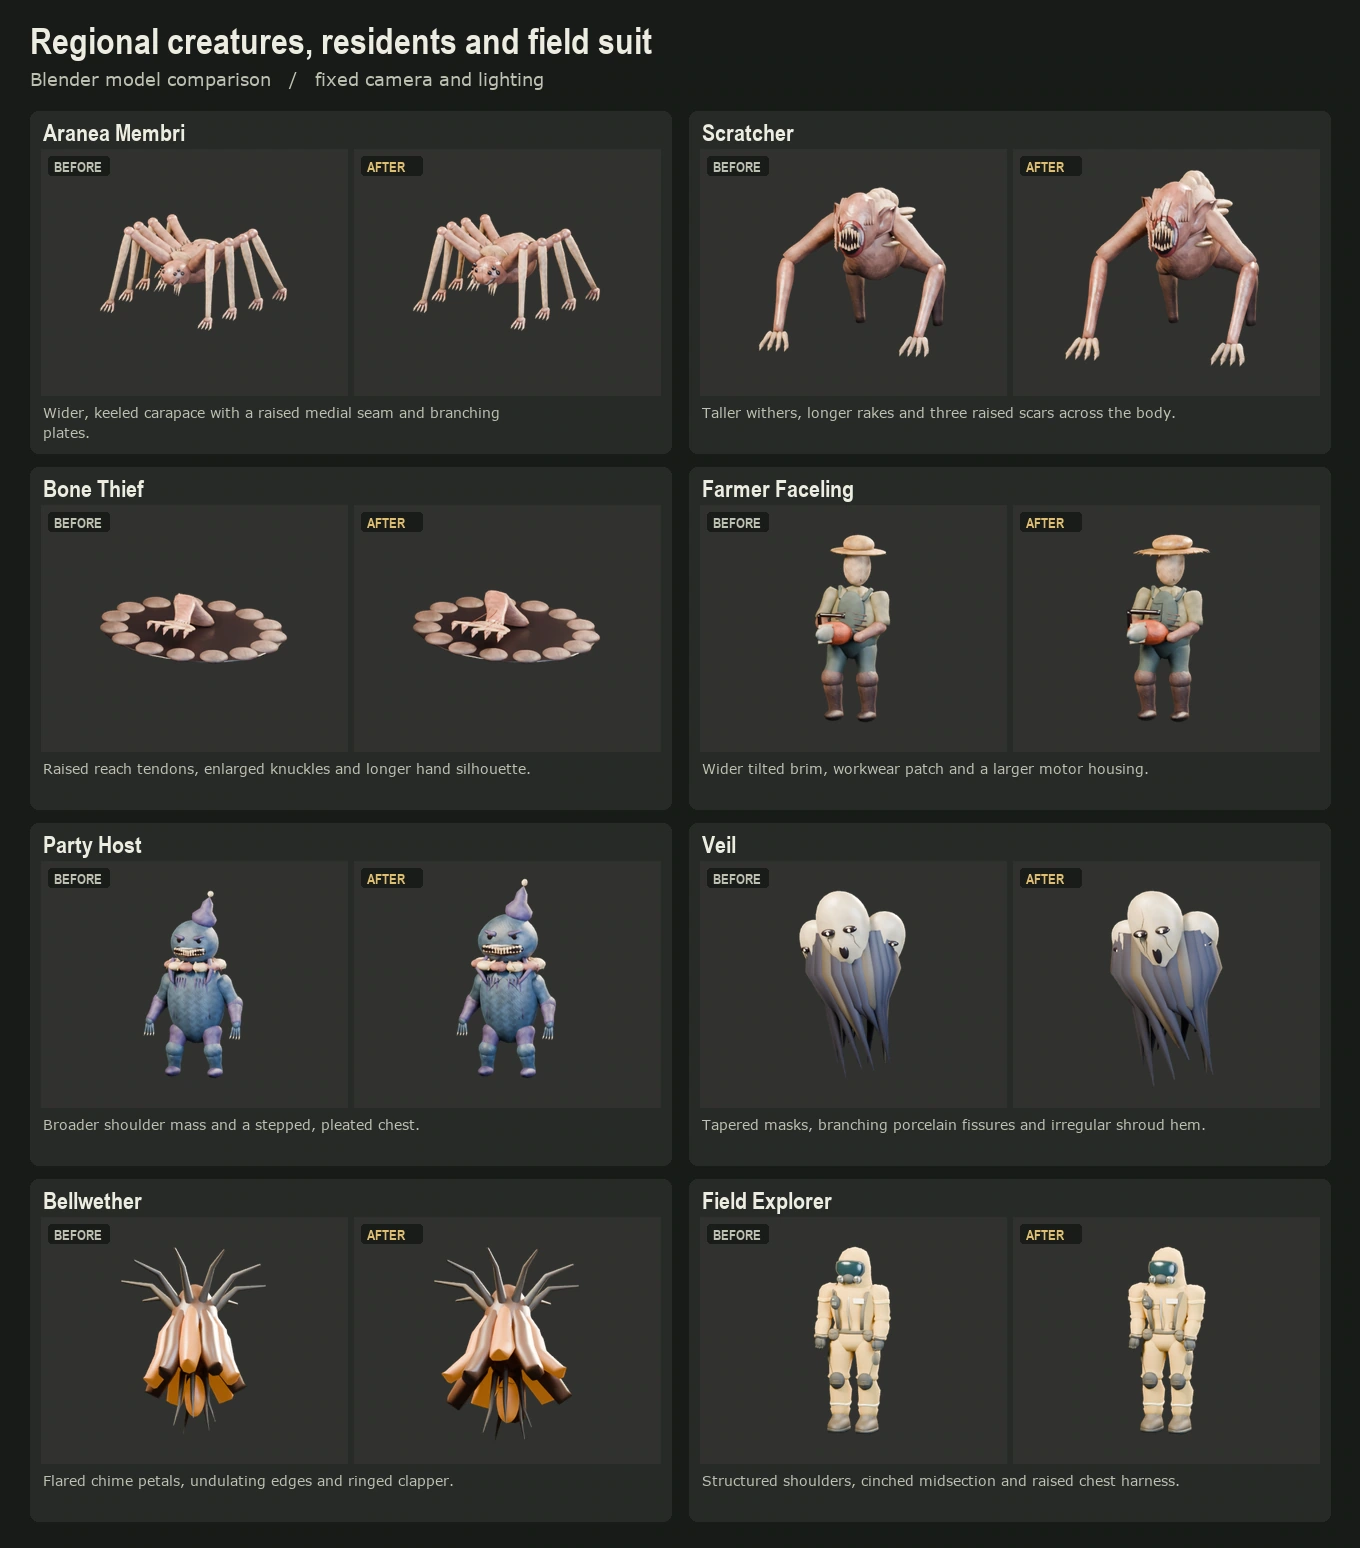 Regional creatures, residents and field suit
Blender model comparison / fixed camera and lighting
Aranea Membri
BEFORE
AFTER
Wider, keeled carapace with a raised medial seam and branching
plates.
Scratcher
BEFORE
AFTER
Taller withers, longer rakes and three raised scars across the body.
Bone Thief
BEFORE
AFTER
Raised reach tendons, enlarged knuckles and longer hand silhouette.
Farmer Faceling
BEFORE
AFTER
Wider tilted brim, workwear patch and a larger motor housing.
Party Host
BEFORE
AFTER
Broader shoulder mass and a stepped, pleated chest.
Veil
BEFORE
AFTER
Tapered masks, branching porcelain fissures and irregular shroud hem.
Bellwether
BEFORE
AFTER
Flared chime petals, undulating edges and ringed clapper.
Field Explorer
BEFORE
AFTER
Structured shoulders, cinched midsection and raised chest harness.